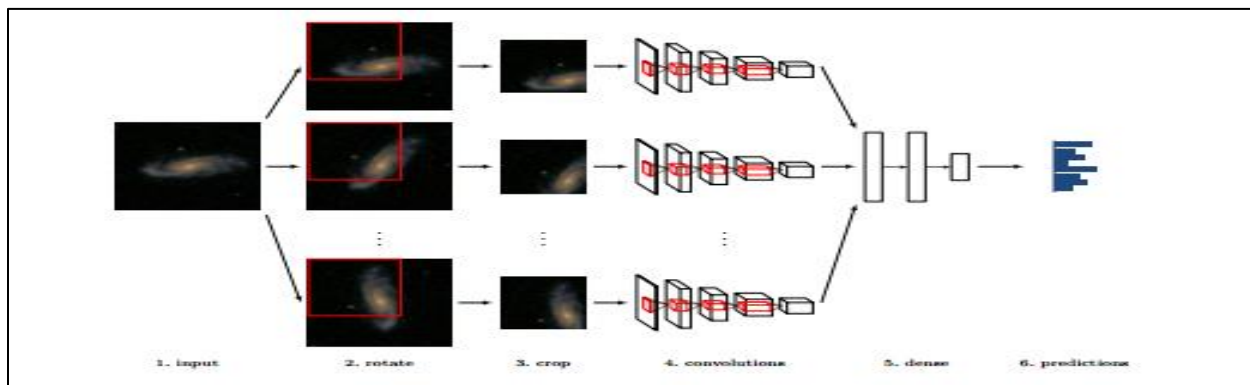 1. input 2. rotate 3. crop 4. convolutions 5. dense 6. predictions